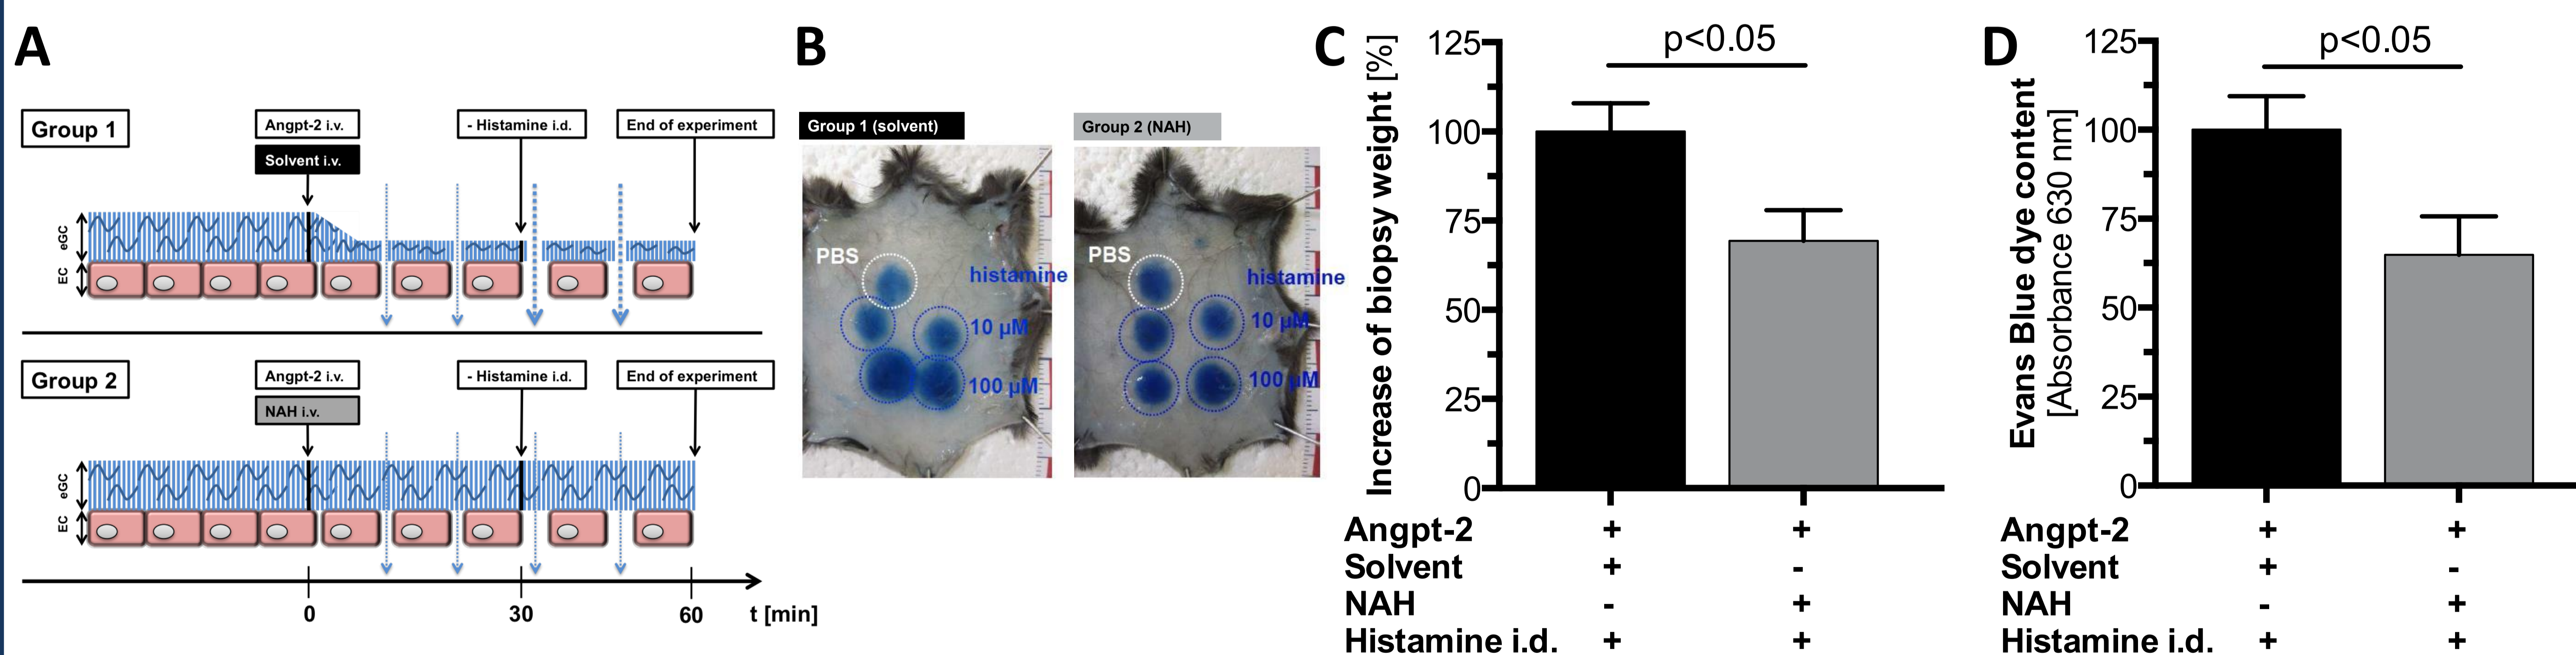 A
Group 1
Angpt-2 i.v.
Solvent i.v.
- Histamine i.d.
End of experiment
eGC
EC
Group 2
Angpt-2 i.v.
NAH i.v.
- Histamine i.d.
End of experiment
eGC
EC
0
30
60
t [min]
B
Group 1 (solvent)
PBS
histamine
10 µM
100 µM
Group 2 (NAH)
PBS
histamine
10 µM
100 µM
C
Increase of biopsy weight [%]
125
100
75
50
25
0
p<0.05
Angpt-2 + +
Solvent + -
NAH - +
Histamine i.d. + +
D
Evans Blue dye content
[Absorbance 630 nm]
125
100
75
50
25
0
p<0.05
Angpt-2 + +
Solvent + -
NAH - +
Histamine i.d. + +